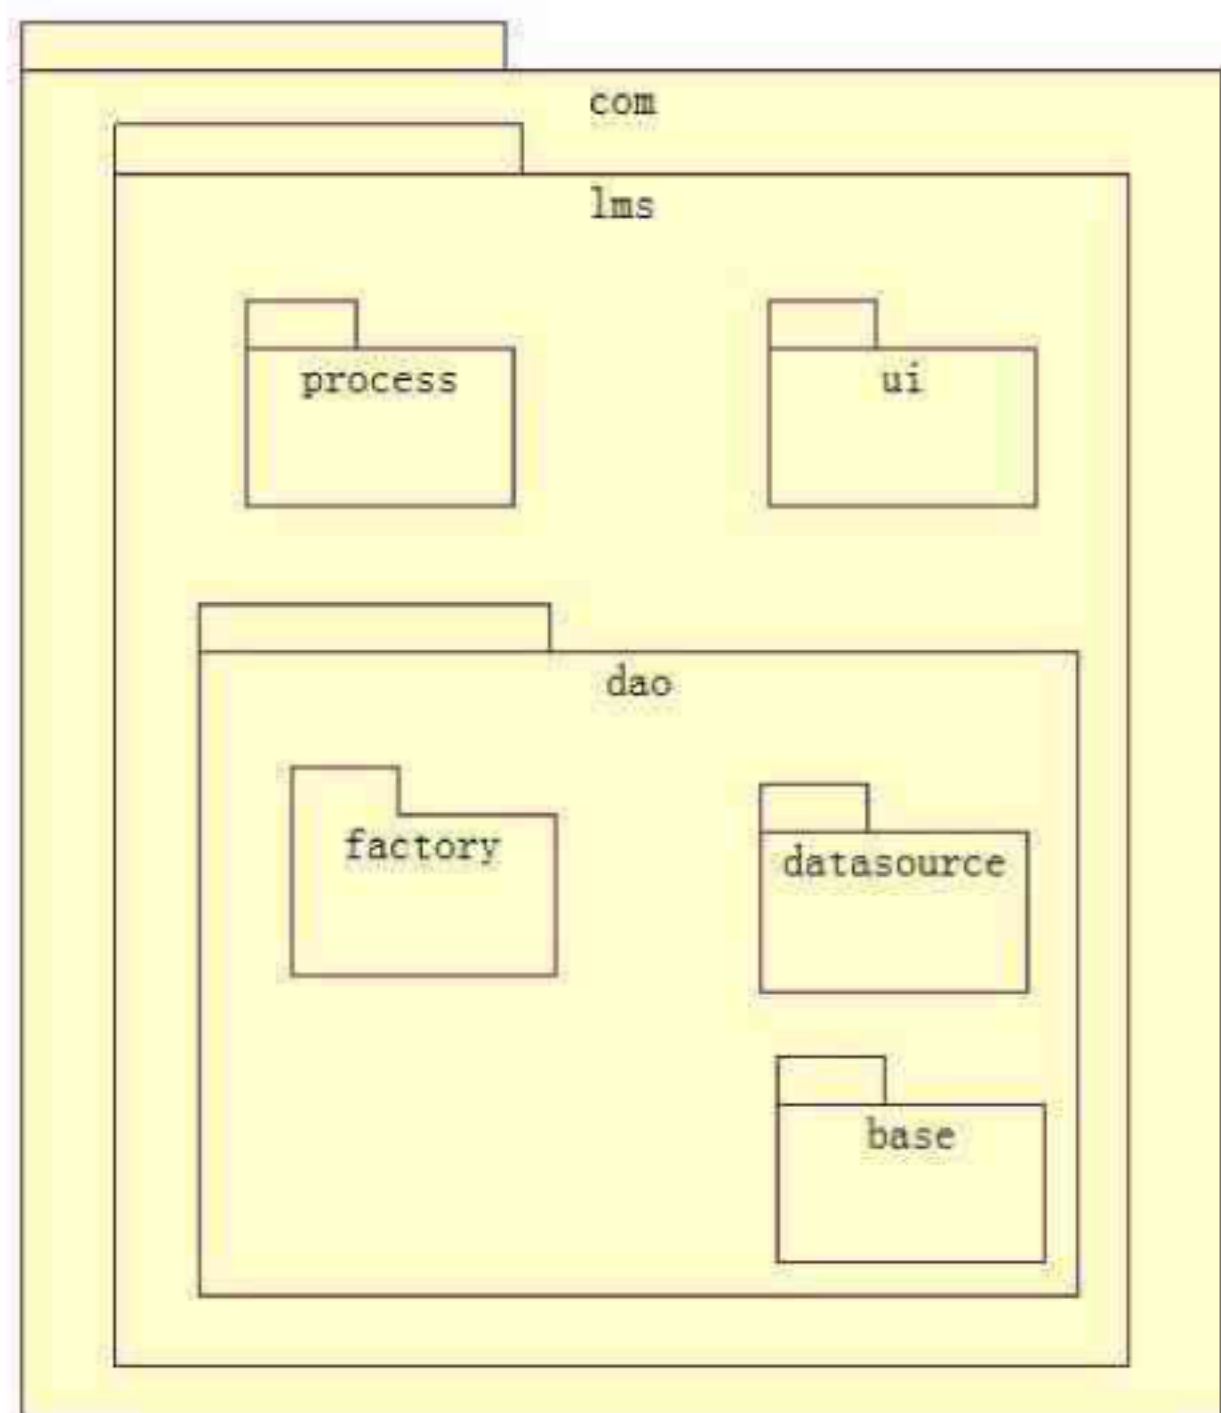 com
lms
process
ui
dao
factory
datasource
base